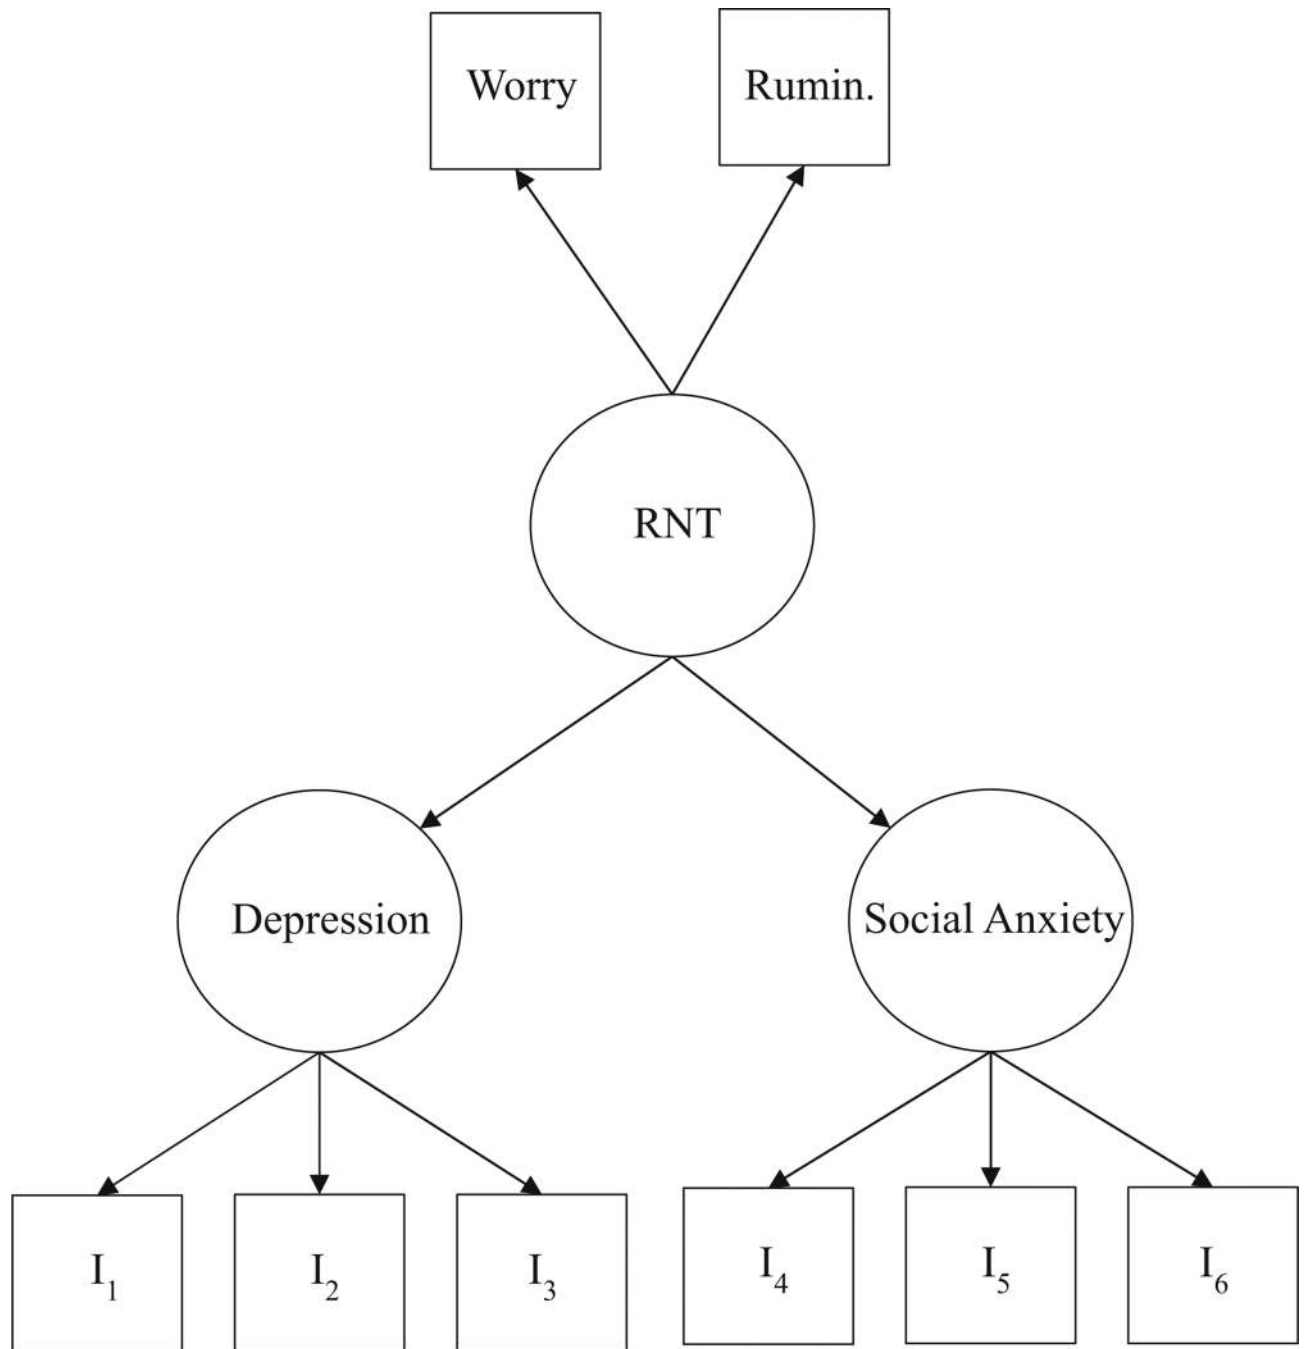 Worry
Rumin.
RNT
Depression
Social Anxiety
I₁
I₂
I₃
I₄
I₅
I₆